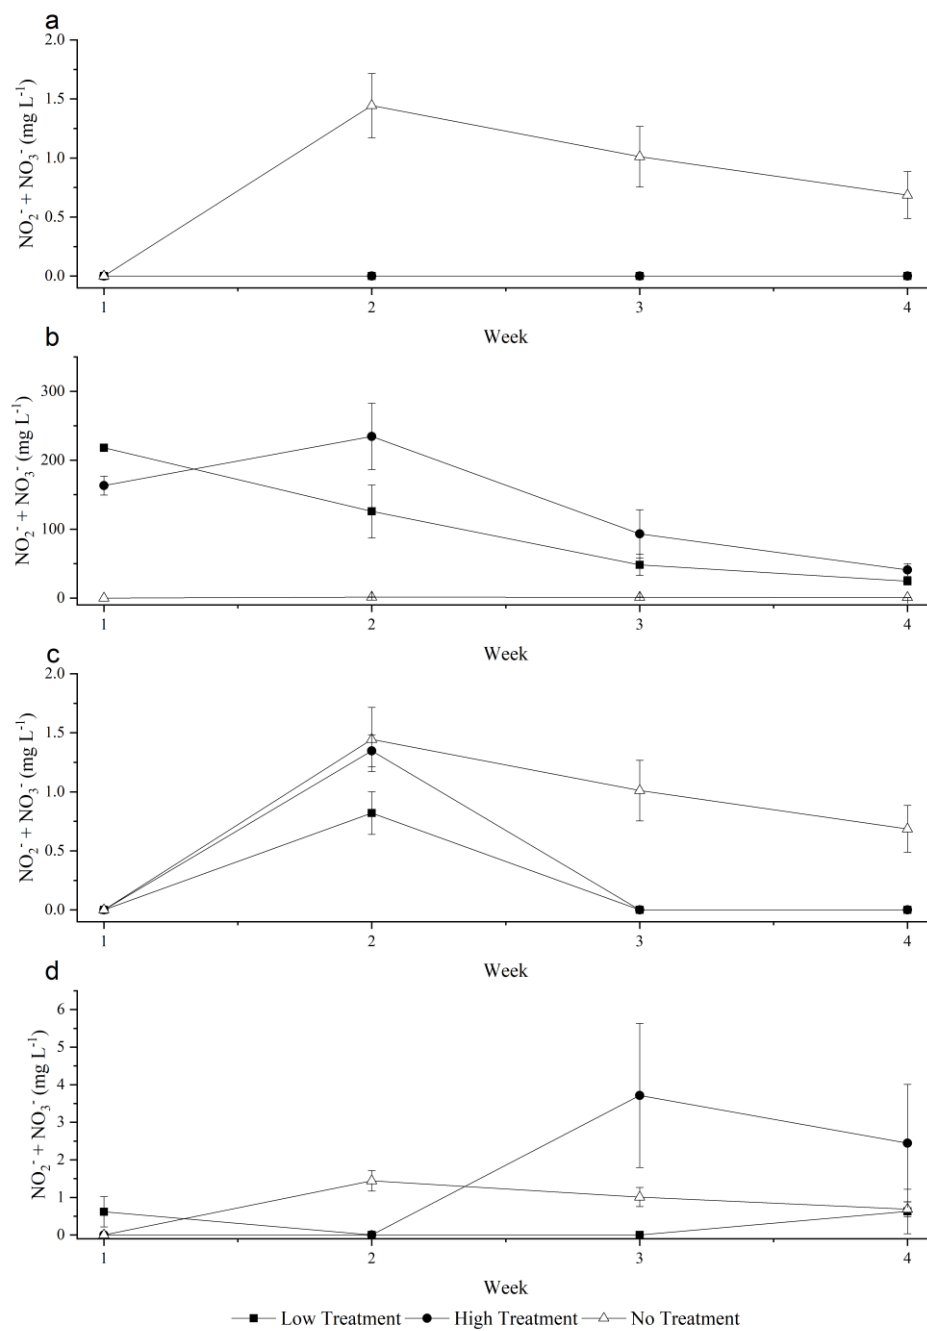 a
2.0
1.5
1.0
0.5
0.0
NO₂⁻ + NO₃⁻ (mg L⁻¹)
1 2 3 4
Week
b
300
200
100
0
NO₂⁻ + NO₃⁻ (mg L⁻¹)
1 2 3 4
Week
c
2.0
1.5
1.0
0.5
0.0
NO₂⁻ + NO₃⁻ (mg L⁻¹)
1 2 3 4
Week
d
6
5
4
3
2
1
0
NO₂⁻ + NO₃⁻ (mg L⁻¹)
1 2 3 4
Week
Low Treatment High Treatment No Treatment